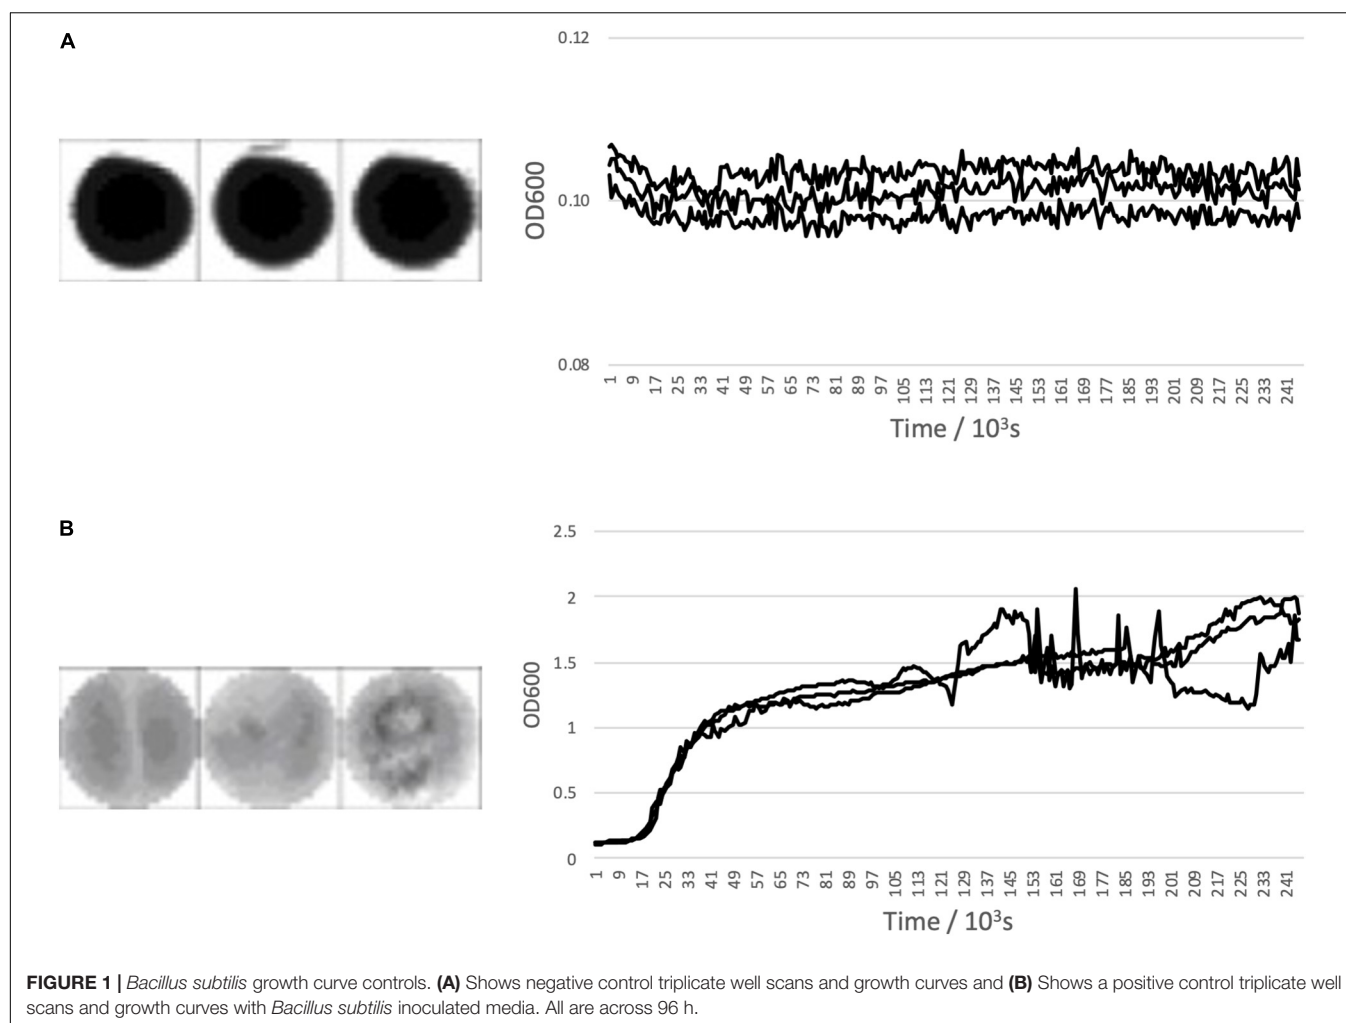 A
0.12
0.10
0.08
OD600
1 9 17 25 33 41 49 57 65 73 81 89 97 105 113 121 129 137 145 153 161 169 177 185 193 201 209 217 225 233 241
Time / 10³s
B
2.5
2
1.5
1
0.5
0
OD600
1 9 17 25 33 41 49 57 65 73 81 89 97 105 113 121 129 137 145 153 161 169 177 185 193 201 209 217 225 233 241
Time / 10³s
FIGURE 1 | Bacillus subtilis growth curve controls. (A) Shows negative control triplicate well scans and growth curves and (B) Shows a positive control triplicate well
scans and growth curves with Bacillus subtilis inoculated media. All are across 96 h.